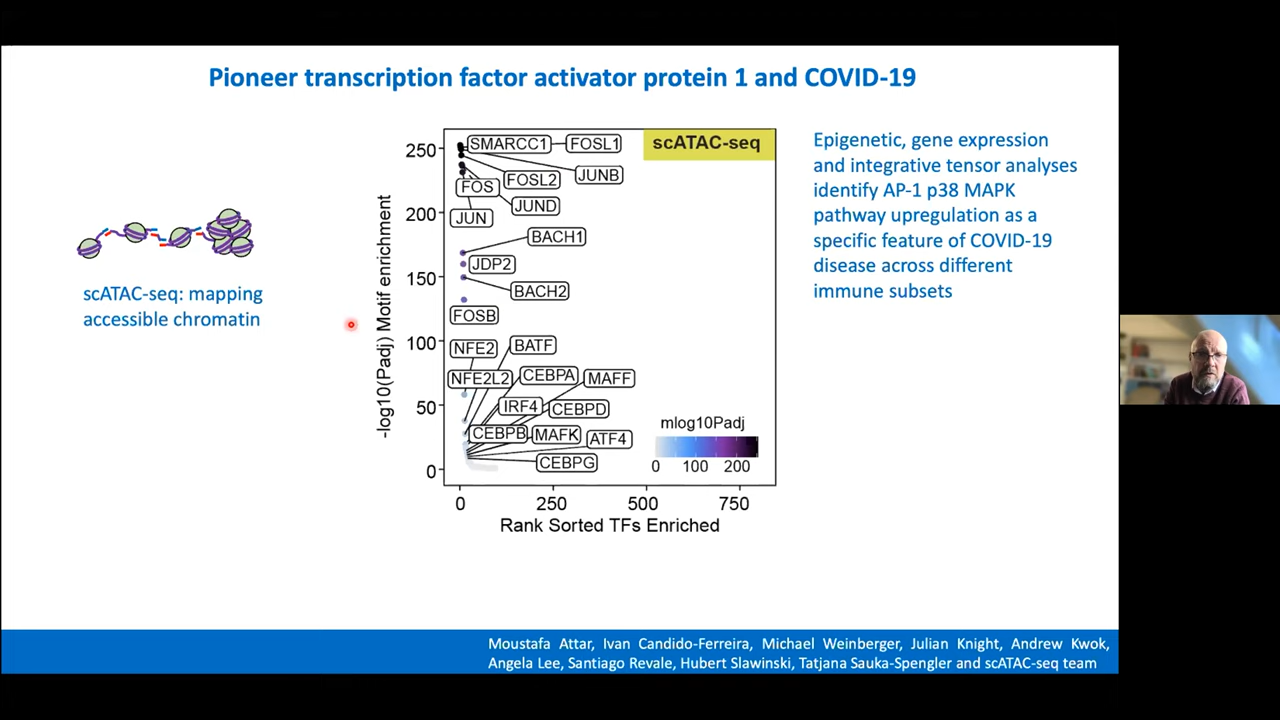 Pioneer transcription factor activator protein 1 and COVID-19
scATAC-seq: mapping
accessible chromatin
-log10(Padj) Motif enrichment
250
200
150
100
50
0
scATAC-seq
SMARCC1
FOSL1
JUNB
FOSL2
FOS
JUND
JUN
BACH1
JDP2
BACH2
FOSB
NFE2
BATF
NFE2L2
CEBPA
MAFF
IRF4
CEBPD
CEBPB
MAFK
ATF4
CEBPG
mlog10Padj
0 100 200
0 250 500 750
Rank Sorted TFs Enriched
Epigenetic, gene expression
and integrative tensor analyses
identify AP-1 p38 MAPK
pathway upregulation as a
specific feature of COVID-19
disease across different
immune subsets
Moustafa Attar, Ivan Candido-Ferreira, Michael Weinberger, Julian Knight, Andrew Kwok,
Angela Lee, Santiago Revale, Hubert Slawinski, Tatjana Sauka-Spengler and scATAC-seq team